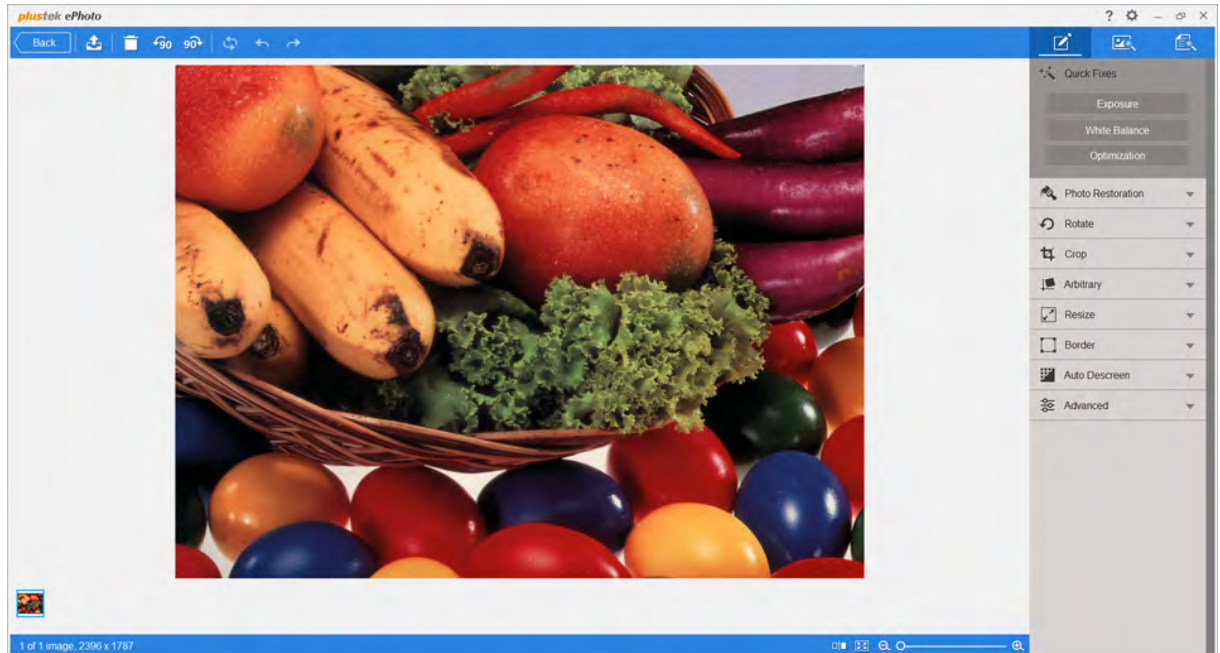 plustek ePhoto
?
Back
90
90
Quick Fixes
Exposure
White Balance
Optimization
Photo Restoration
Rotate
Crop
Arbitrary
Resize
Border
Auto Descreen
Advanced
1 of 1 image, 2396 x 1787